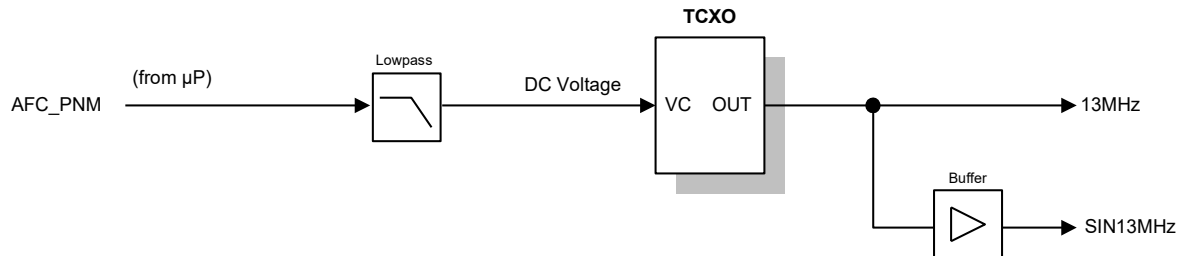 TCXO
Lowpass
(from µP)
DC Voltage
AFC_PNM
VC OUT
13MHz
Buffer
SIN13MHz